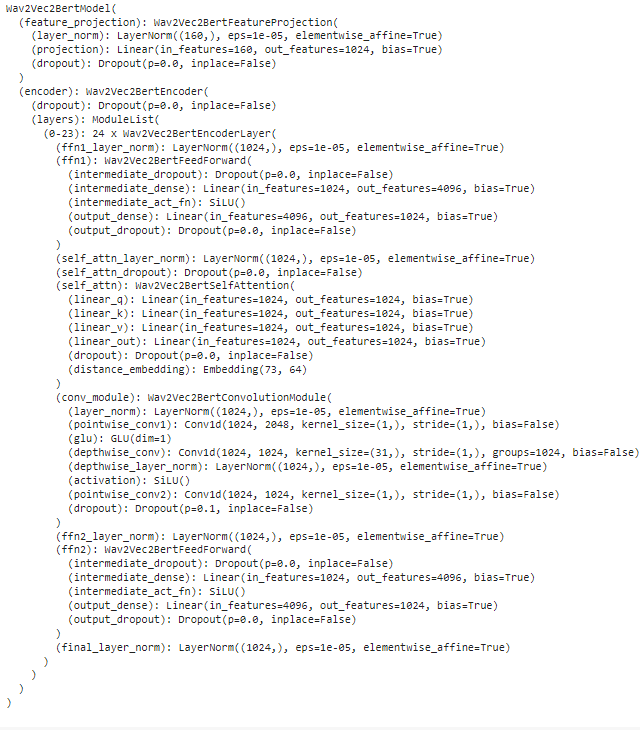 Wav2Vec2BertModel(
  (feature_projection): Wav2Vec2BertFeatureProjection(
    (layer_norm): LayerNorm((160,), eps=1e-05, elementwise_affine=True)
    (projection): Linear(in_features=160, out_features=1024, bias=True)
    (dropout): Dropout(p=0.0, inplace=False)
  )
  (encoder): Wav2Vec2BertEncoder(
    (dropout): Dropout(p=0.0, inplace=False)
    (layers): ModuleList(
      (0-23): 24 x Wav2Vec2BertEncoderLayer(
        (ffn1_layer_norm): LayerNorm((1024,), eps=1e-05, elementwise_affine=True)
        (ffn1): Wav2Vec2BertFeedForward(
          (intermediate_dropout): Dropout(p=0.0, inplace=False)
          (intermediate_dense): Linear(in_features=1024, out_features=4096, bias=True)
          (intermediate_act_fn): SiLU()
          (output_dense): Linear(in_features=4096, out_features=1024, bias=True)
          (output_dropout): Dropout(p=0.0, inplace=False)
        )
        (self_attn_layer_norm): LayerNorm((1024,), eps=1e-05, elementwise_affine=True)
        (self_attn_dropout): Dropout(p=0.0, inplace=False)
        (self_attn): Wav2Vec2BertSelfAttention(
          (linear_q): Linear(in_features=1024, out_features=1024, bias=True)
          (linear_k): Linear(in_features=1024, out_features=1024, bias=True)
          (linear_v): Linear(in_features=1024, out_features=1024, bias=True)
          (linear_out): Linear(in_features=1024, out_features=1024, bias=True)
          (dropout): Dropout(p=0.0, inplace=False)
          (distance_embedding): Embedding(73, 64)
        )
        (conv_module): Wav2Vec2BertConvolutionModule(
          (layer_norm): LayerNorm((1024,), eps=1e-05, elementwise_affine=True)
          (pointwise_conv1): Conv1d(1024, 2048, kernel_size=(1,), stride=(1,), bias=False)
          (glu): GLU(dim=1)
          (depthwise_conv): Conv1d(1024, 1024, kernel_size=(31,), stride=(1,), groups=1024, bias=False)
          (depthwise_layer_norm): LayerNorm((1024,), eps=1e-05, elementwise_affine=True)
          (activation): SiLU()
          (pointwise_conv2): Conv1d(1024, 1024, kernel_size=(1,), stride=(1,), bias=False)
          (dropout): Dropout(p=0.1, inplace=False)
        )
        (ffn2_layer_norm): LayerNorm((1024,), eps=1e-05, elementwise_affine=True)
        (ffn2): Wav2Vec2BertFeedForward(
          (intermediate_dropout): Dropout(p=0.0, inplace=False)
          (intermediate_dense): Linear(in_features=1024, out_features=4096, bias=True)
          (intermediate_act_fn): SiLU()
          (output_dense): Linear(in_features=4096, out_features=1024, bias=True)
          (output_dropout): Dropout(p=0.0, inplace=False)
        )
        (final_layer_norm): LayerNorm((1024,), eps=1e-05, elementwise_affine=True)
      )
    )
  )
)